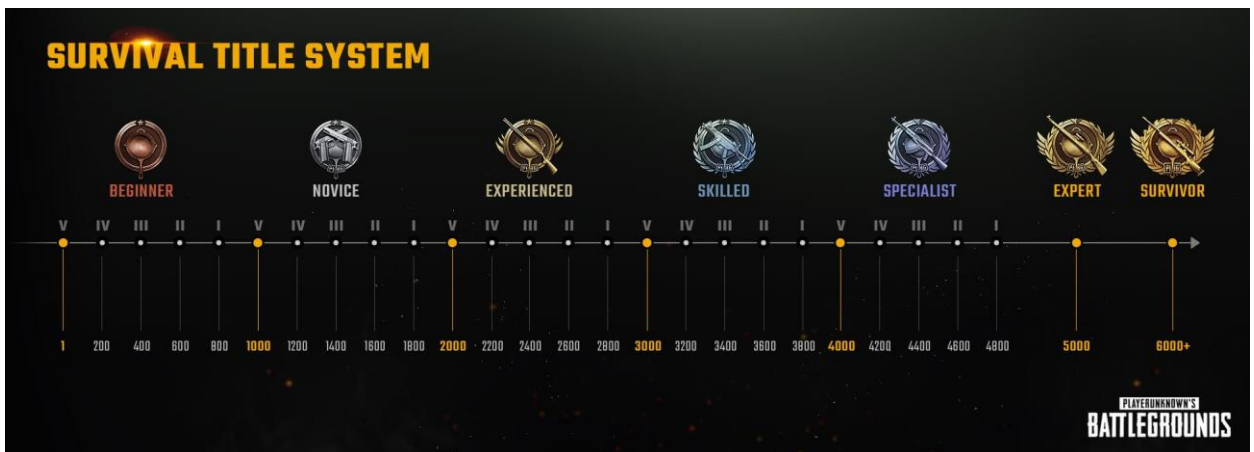 SURVIVAL TITLE SYSTEM
BEGINNER NOVICE EXPERIENCED SKILLED SPECIALIST EXPERT SURVIVOR
V IV III II I V IV III II I V IV III II I V IV III II I V IV III II I
1 200 400 600 800 1000 1200 1400 1600 1800 2000 2200 2400 2600 2800 3000 3200 3400 3600 3800 4000 4200 4400 4600 4800 5000 6000+
PLAYERUNKNOWN'S
BATTLEGROUNDS